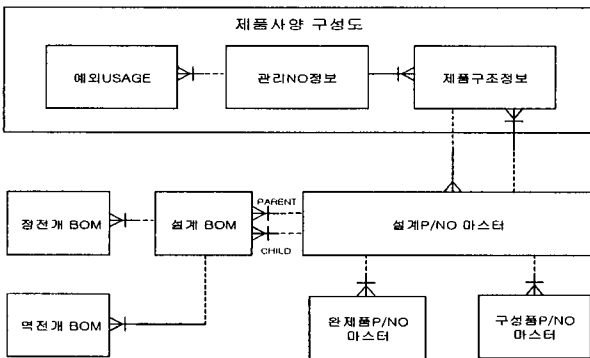 제품사양 구성도
예외USAGE
관리NO정보
제품구조정보
정전개 BOM
설계 BOM
PARENT
CHILD
설계P/NO 마스터
역전개 BOM
완제품P/NO
마스터
구성품P/NO
마스터